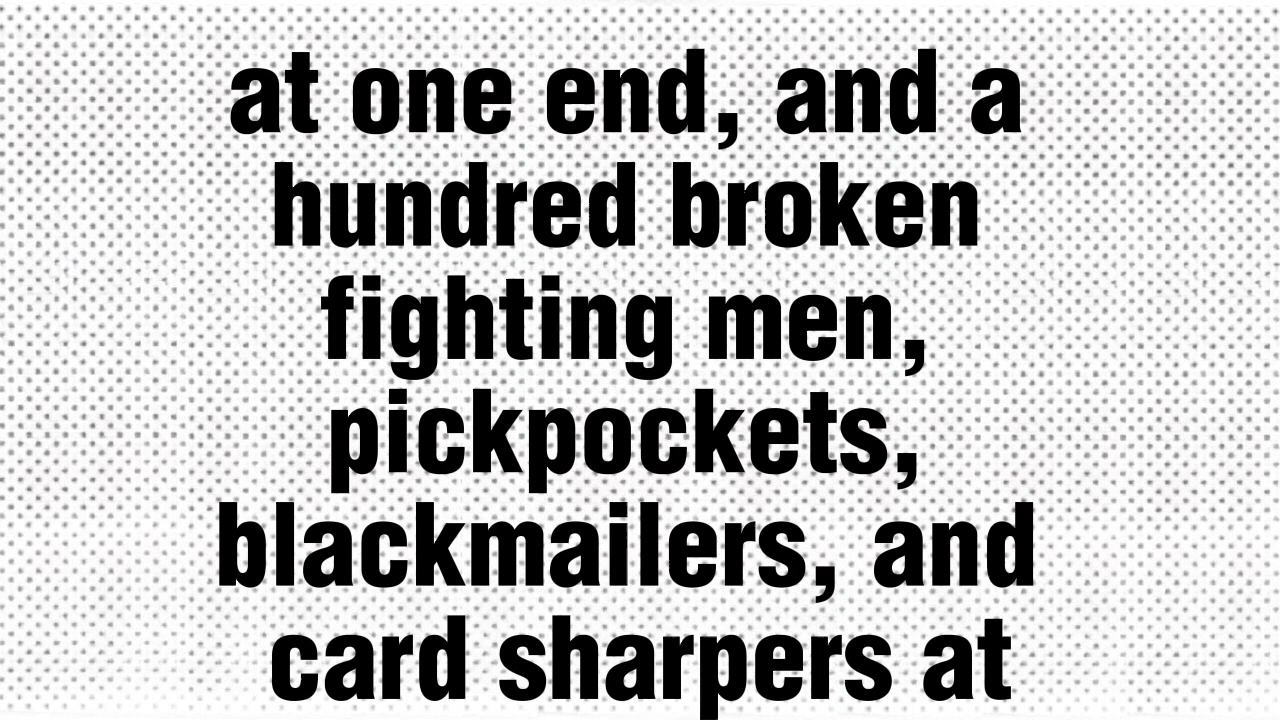 at one end, and a
hundred broken
fighting men,
pickpockets,
blackmailers, and
card sharpers at